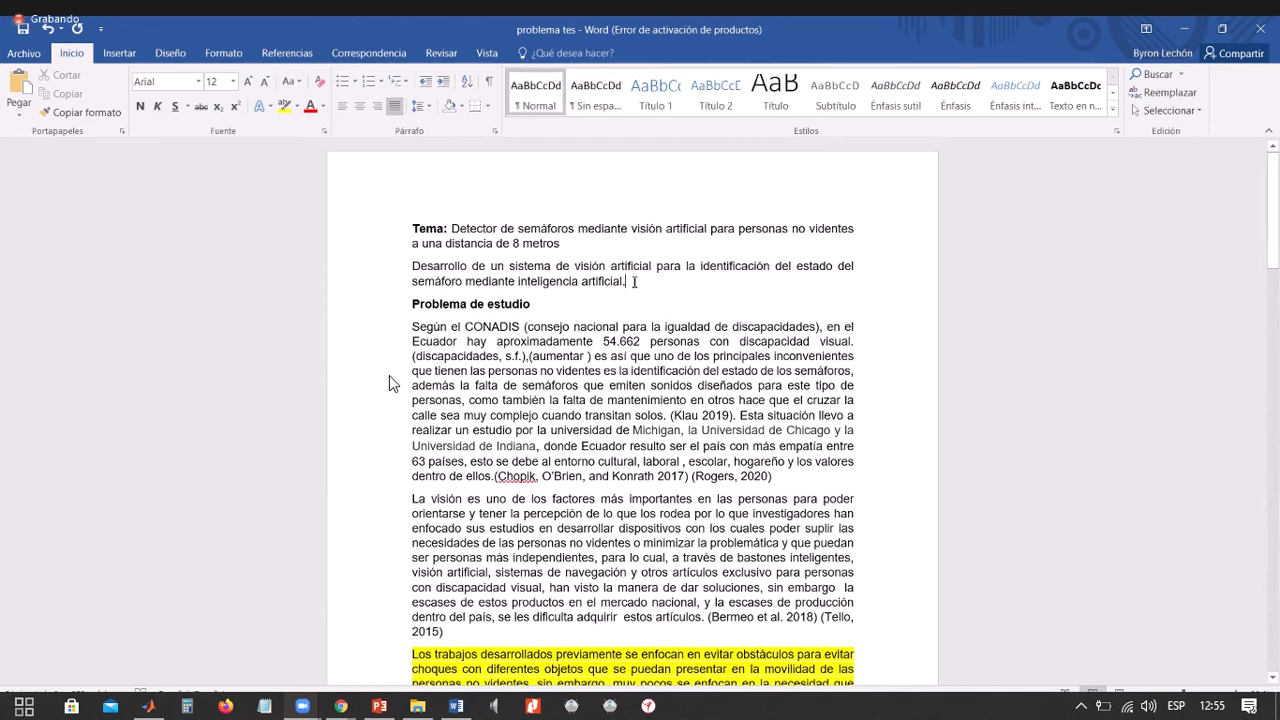 Grabando
problema tes - Word (Error de activación de productos)
Archivo Inicio Insertar Diseño Formato Referencias Correspondencia Revisar Vista ¿Qué desea hacer? Byron Lechón Compartir
Pegar
Cortar
Copiar
Copiar formato
Arial 12
AaBbCcDd AaBbCcDd AaBbCc AaBbCcD AaB AaBbCcD AaBbCcDd AaBbCcDd AaBbCcDd AaBbCcDc
¶ Normal ¶ Sin espa... Título 1 Título 2 Título Subtítulo Énfasis sutil Énfasis Énfasis int... Texto en n...
Buscar
Reemplazar
Seleccionar
Portapapeles Fuente Párrafo Estilos Edición
Tema: Detector de semáforos mediante visión artificial para personas no videntes
a una distancia de 8 metros
Desarrollo de un sistema de visión artificial para la identificación del estado del
semáforo mediante inteligencia artificial.
Problema de estudio
Según el CONADIS (consejo nacional para la igualdad de discapacidades), en el
Ecuador hay aproximadamente 54.662 personas con discapacidad visual.
(discapacidades, s.f.),(aumentar ) es así que uno de los principales inconvenientes
que tienen las personas no videntes es la identificación del estado de los semáforos,
además la falta de semáforos que emiten sonidos diseñados para este tipo de
personas, como también la falta de mantenimiento en otros hace que el cruzar la
calle sea muy complejo cuando transitan solos. (Klau 2019). Esta situación llevo a
realizar un estudio por la universidad de Michigan, la Universidad de Chicago y la
Universidad de Indiana, donde Ecuador resulto ser el país con más empatía entre
63 países, esto se debe al entorno cultural, laboral , escolar, hogareño y los valores
dentro de ellos.(Chopik, O'Brien, and Konrath 2017) (Rogers, 2020)
La visión es uno de los factores más importantes en las personas para poder
orientarse y tener la percepción de lo que los rodea por lo que investigadores han
enfocado sus estudios en desarrollar dispositivos con los cuales poder suplir las
necesidades de las personas no videntes o minimizar la problemática y que puedan
ser personas más independientes, para lo cual, a través de bastones inteligentes,
visión artificial, sistemas de navegación y otros artículos exclusivo para personas
con discapacidad visual, han visto la manera de dar soluciones, sin embargo la
escases de estos productos en el mercado nacional, y la escases de producción
dentro del país, se les dificulta adquirir estos artículos. (Bermeo et al. 2018) (Tello,
2015)
Los trabajos desarrollados previamente se enfocan en evitar obstáculos para evitar
choques con diferentes objetos que se puedan presentar en la movilidad de las
personas no videntes, sin embargo, muy pocos se enfocan en la necesidad que
ESP 12:55